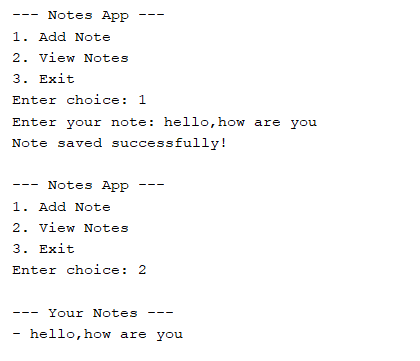 --- Notes App ---
1. Add Note
2. View Notes
3. Exit
Enter choice: 1
Enter your note: hello,how are you
Note saved successfully!

--- Notes App ---
1. Add Note
2. View Notes
3. Exit
Enter choice: 2

--- Your Notes ---
- hello,how are you